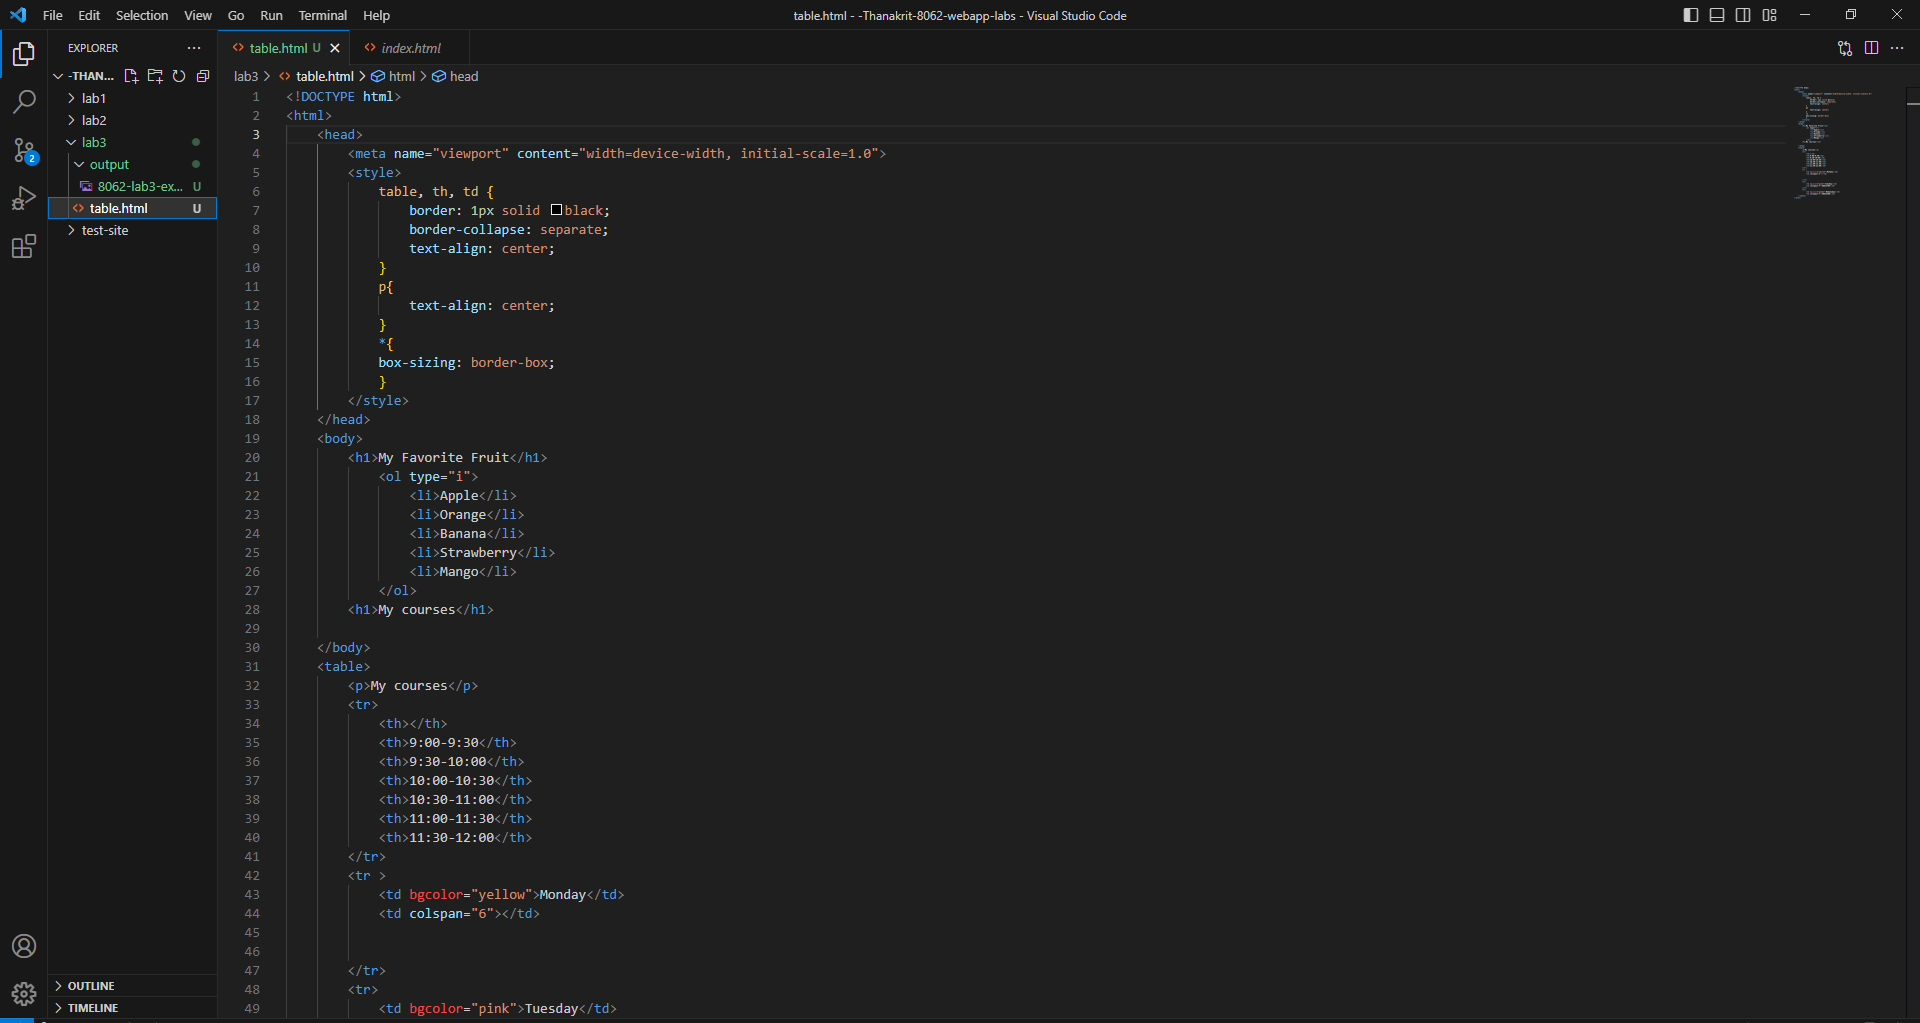 File Edit Selection View Go Run Terminal Help
table.html - -Thanakrit-8062-webapp-labs - Visual Studio Code
EXPLORER
-THAN...
lab1
lab2
lab3
output
8062-lab3-ex... U
table.html U
test-site
OUTLINE
TIMELINE
2
table.html U
index.html
lab3 > table.html > html > head
1 <!DOCTYPE html>
2 <html>
3 <head>
4 <meta name="viewport" content="width=device-width, initial-scale=1.0">
5 <style>
6 table, th, td {
7 border: 1px solid black;
8 border-collapse: separate;
9 text-align: center;
10 }
11 p{
12 text-align: center;
13 }
14 *{
15 box-sizing: border-box;
16 }
17 </style>
18 </head>
19 <body>
20 <h1>My Favorite Fruit</h1>
21 <ol type="i">
22 <li>Apple</li>
23 <li>Orange</li>
24 <li>Banana</li>
25 <li>Strawberry</li>
26 <li>Mango</li>
27 </ol>
28 <h1>My courses</h1>
29
30 </body>
31 <table>
32 <p>My courses</p>
33 <tr>
34 <th></th>
35 <th>9:00-9:30</th>
36 <th>9:30-10:00</th>
37 <th>10:00-10:30</th>
38 <th>10:30-11:00</th>
39 <th>11:00-11:30</th>
40 <th>11:30-12:00</th>
41 </tr>
42 <tr >
43 <td bgcolor="yellow">Monday</td>
44 <td colspan="6"></td>
45
46
47 </tr>
48 <tr>
49 <td bgcolor="pink">Tuesday</td>